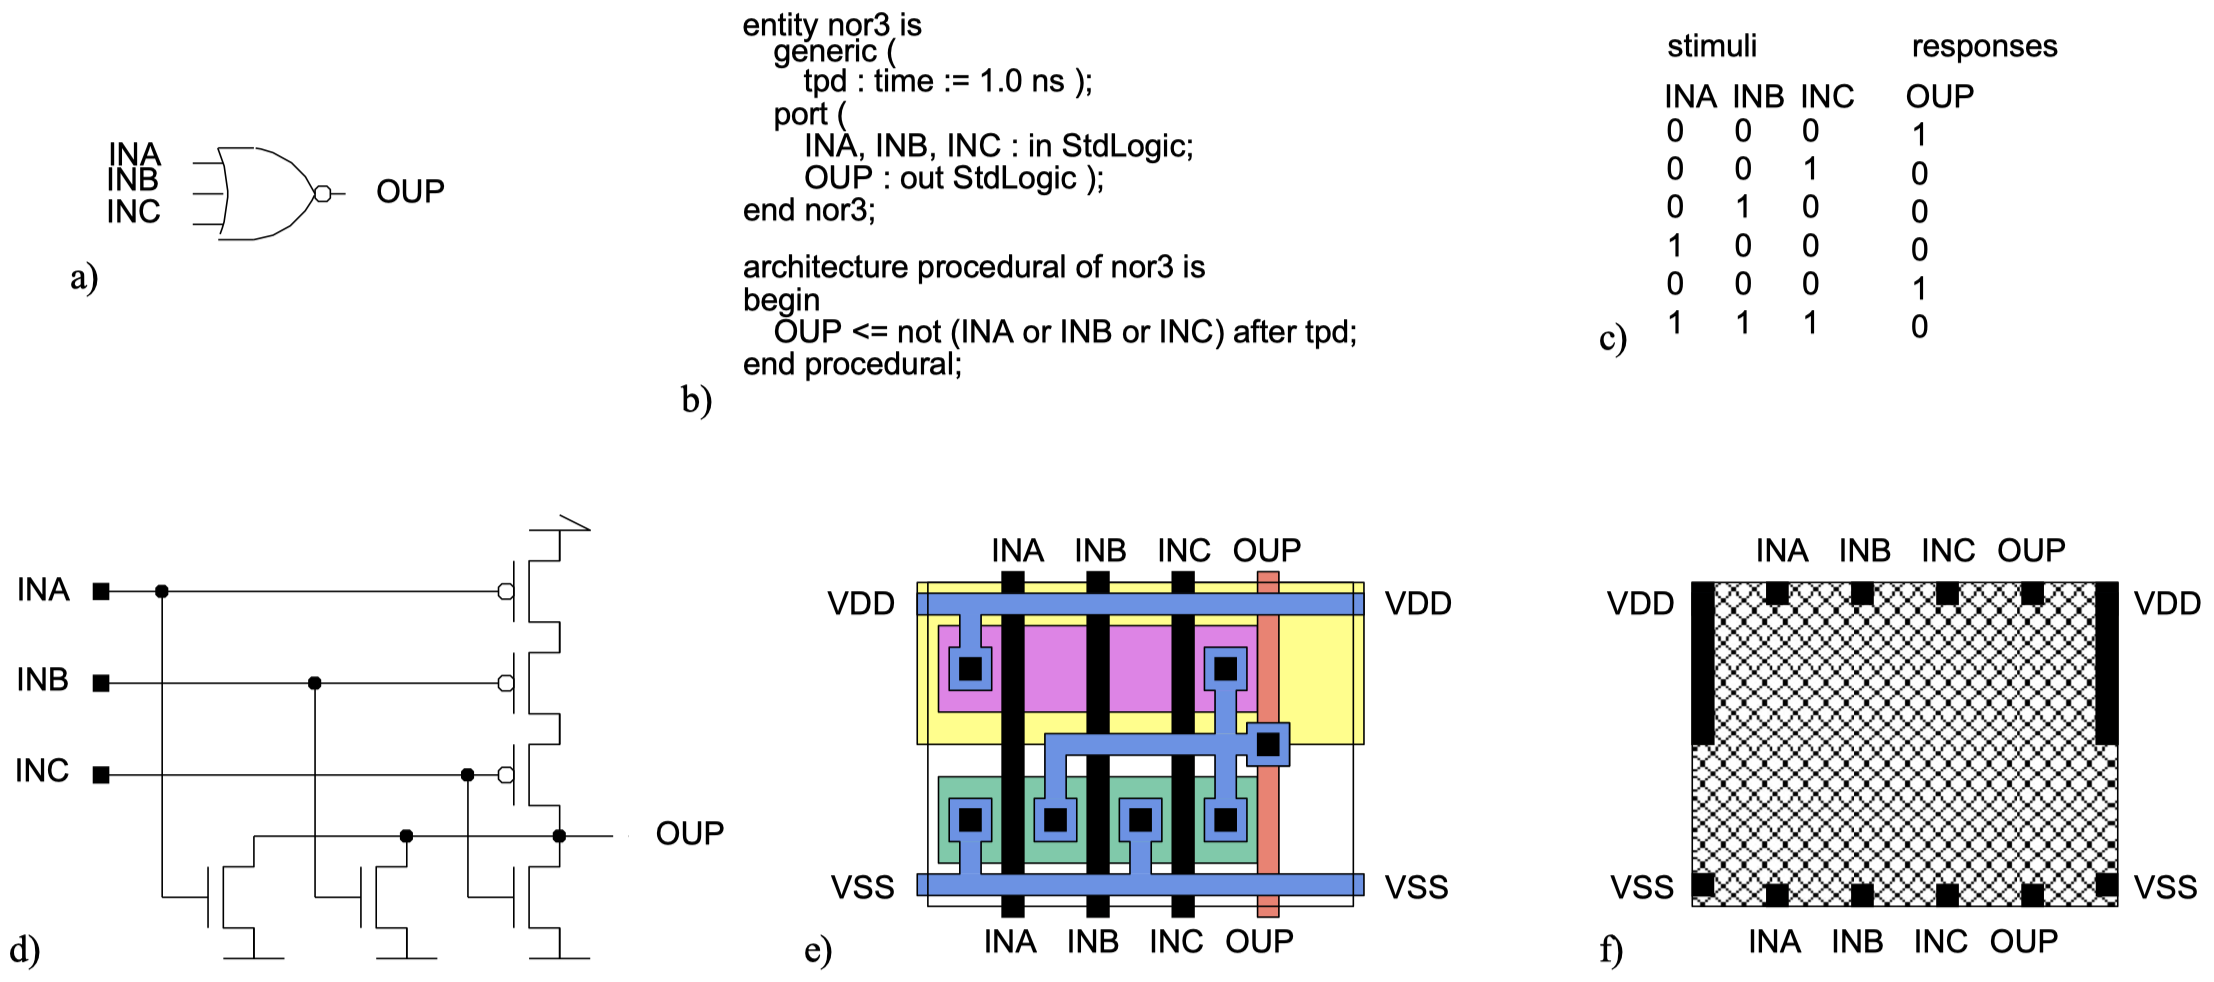 INA
INB
INC
OUP
a)
entity nor3 is
generic (
tpd : time := 1.0 ns );
port (
INA, INB, INC : in StdLogic;
OUP : out StdLogic );
end nor3;
architecture procedural of nor3 is
begin
OUP <= not (INA or INB or INC) after tpd;
end procedural;
b)
stimuli responses
INA INB INC OUP
0 0 0 1
0 0 1 0
0 1 0 0
1 0 0 0
0 0 0 1
1 1 1 0
c)
INA
INB
INC
OUP
d)
INA INB INC OUP
VDD VDD
VSS VSS
INA INB INC OUP
e)
INA INB INC OUP
VDD VDD
VSS VSS
INA INB INC OUP
f)